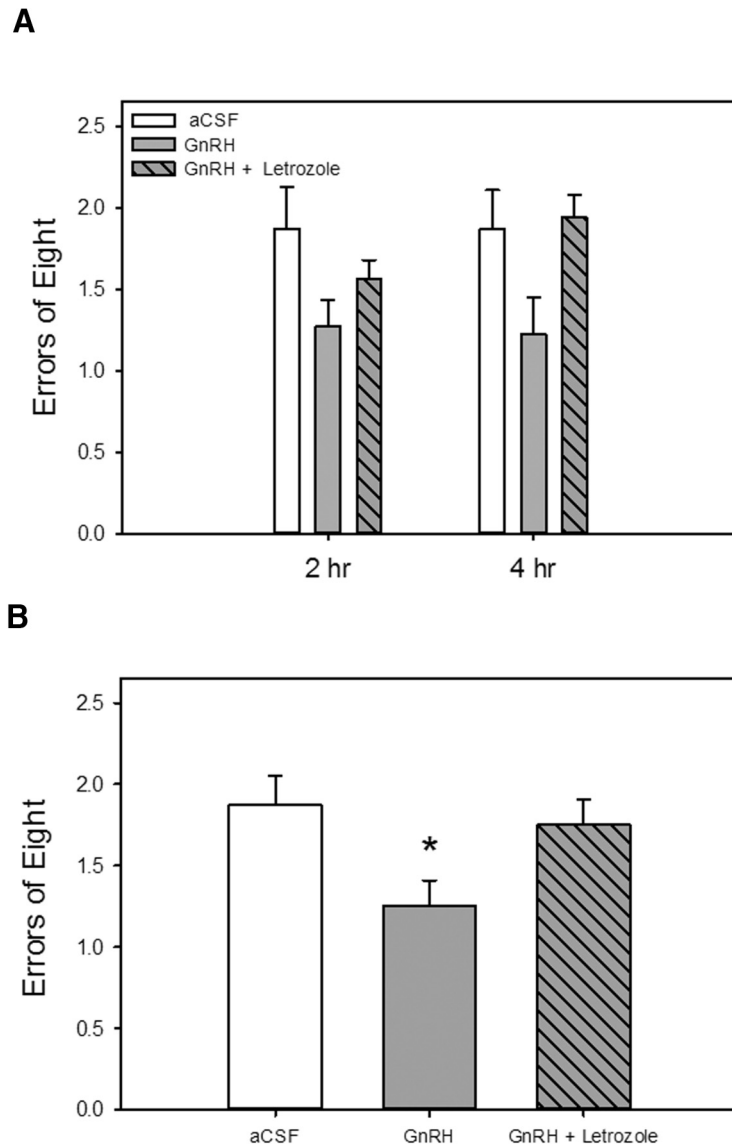 A
2.5
aCSF
GnRH
GnRH + Letrozole
2.0
1.5
1.0
0.5
0.0
Errors of Eight
2 hr 4 hr
B
2.5
2.0
1.5
1.0
0.5
0.0
Errors of Eight
*
aCSF GnRH GnRH + Letrozole